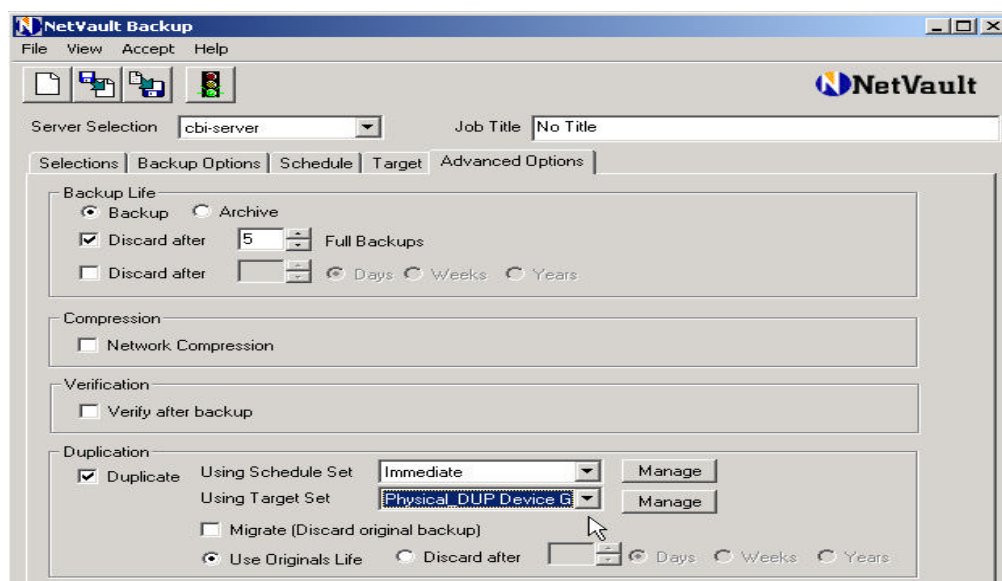 NetVault Backup
File View Accept Help
NetVault
Server Selection cbi-server Job Title No Title
Selections Backup Options Schedule Target Advanced Options
Backup Life
Backup Archive
Discard after 5 Full Backups
Discard after Days Weeks Years
Compression
Network Compression
Verification
Verify after backup
Duplication
Duplicate Using Schedule Set Immediate Manage
Using Target Set Physical_DUP Device G Manage
Migrate (Discard original backup)
Use Originals Life Discard after Days Weeks Years